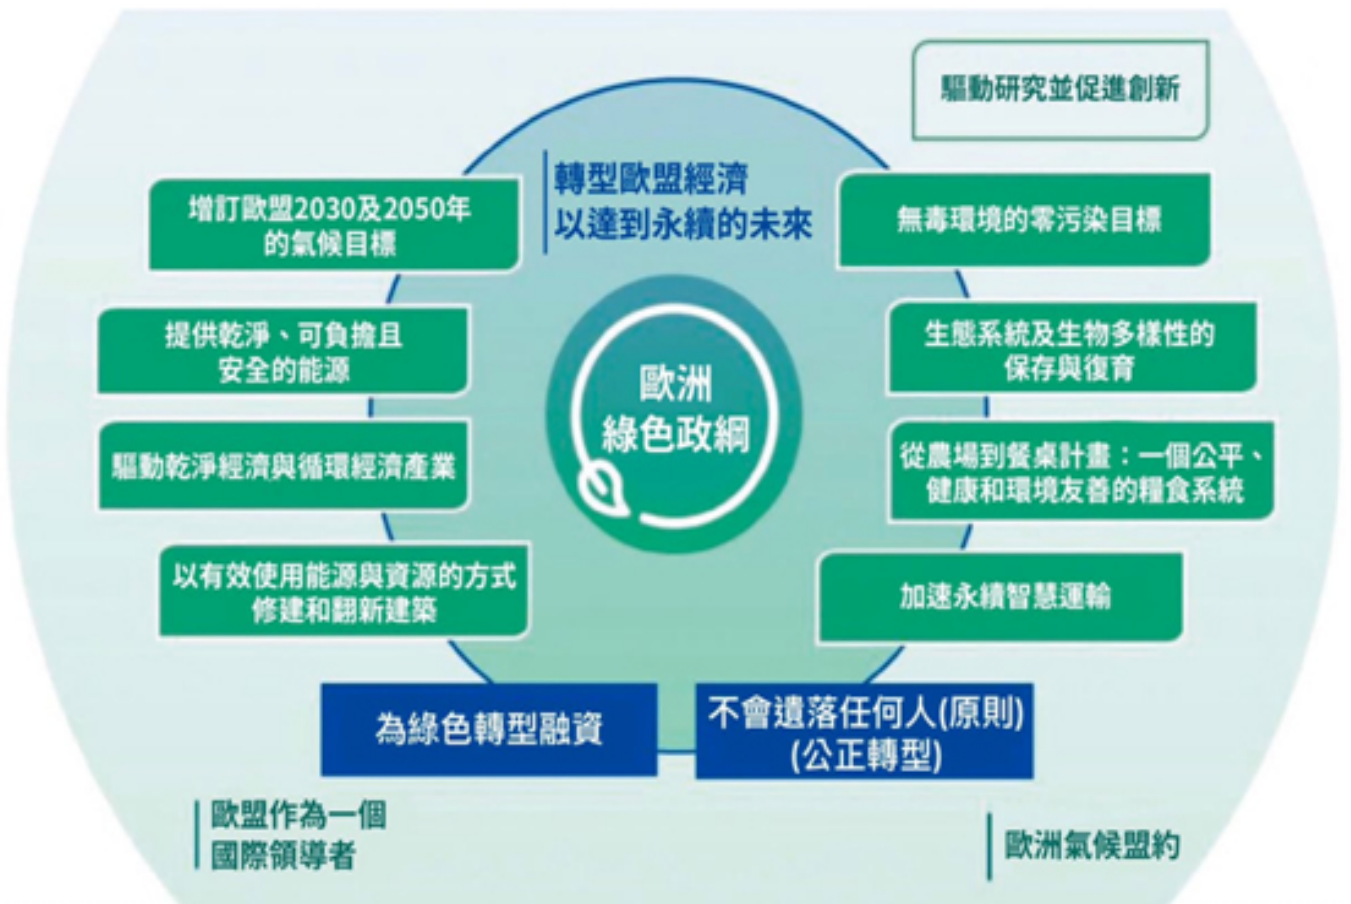 驅動研究並促進創新
轉型歐盟經濟
以達到永續的未來
增訂歐盟2030及2050年
的氣候目標
提供乾淨、可負擔且
安全的能源
驅動乾淨經濟與循環經濟產業
以有效使用能源與資源的方式
修建和翻新建築
歐洲
綠色政綱
無毒環境的零污染目標
生態系統及生物多樣性的
保存與復育
從農場到餐桌計畫：一個公平、
健康和環境友善的糧食系統
加速永續智慧運輸
為綠色轉型融資
不會遺落任何人(原則)
(公正轉型)
歐盟作為一個
國際領導者
歐洲氣候盟約